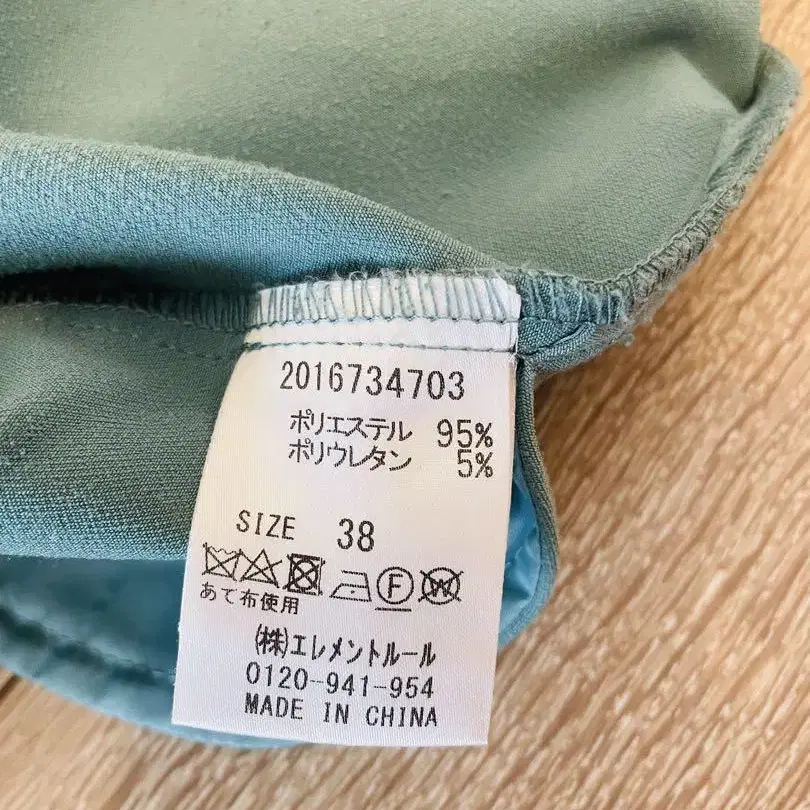 2016734703
ポリエステル 95%
ポリウレタン 5%
SIZE 38
F W
あて布使用
(株)エレメントルール
0120-941-954
MADE IN CHINA